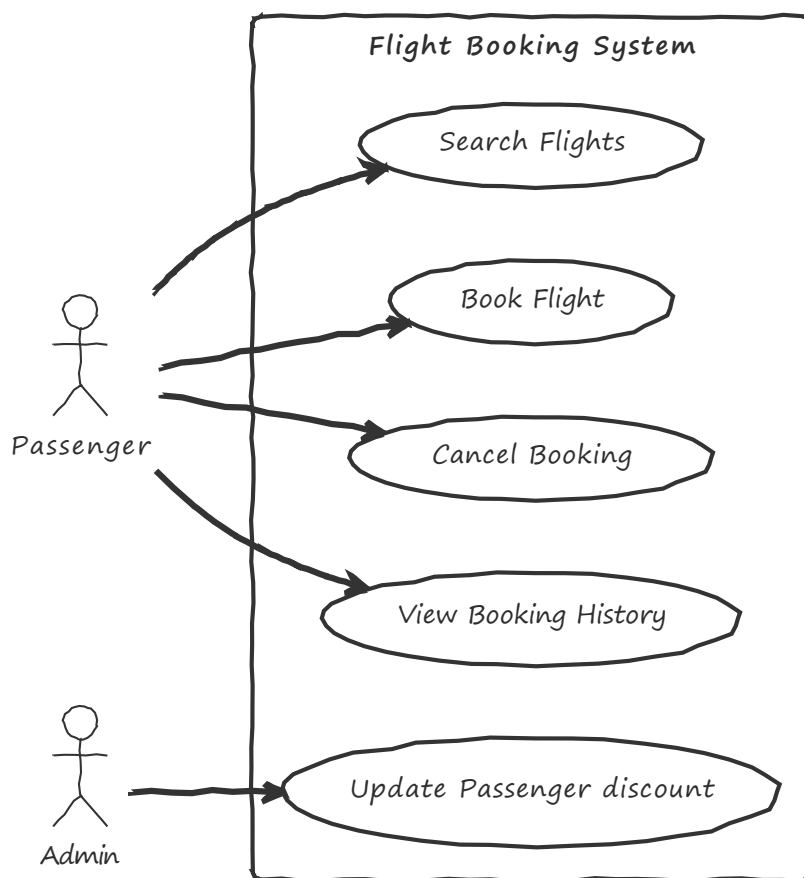 Flight Booking System
Search Flights
Book Flight
Cancel Booking
Passenger
View Booking History
Update Passenger discount
Admin